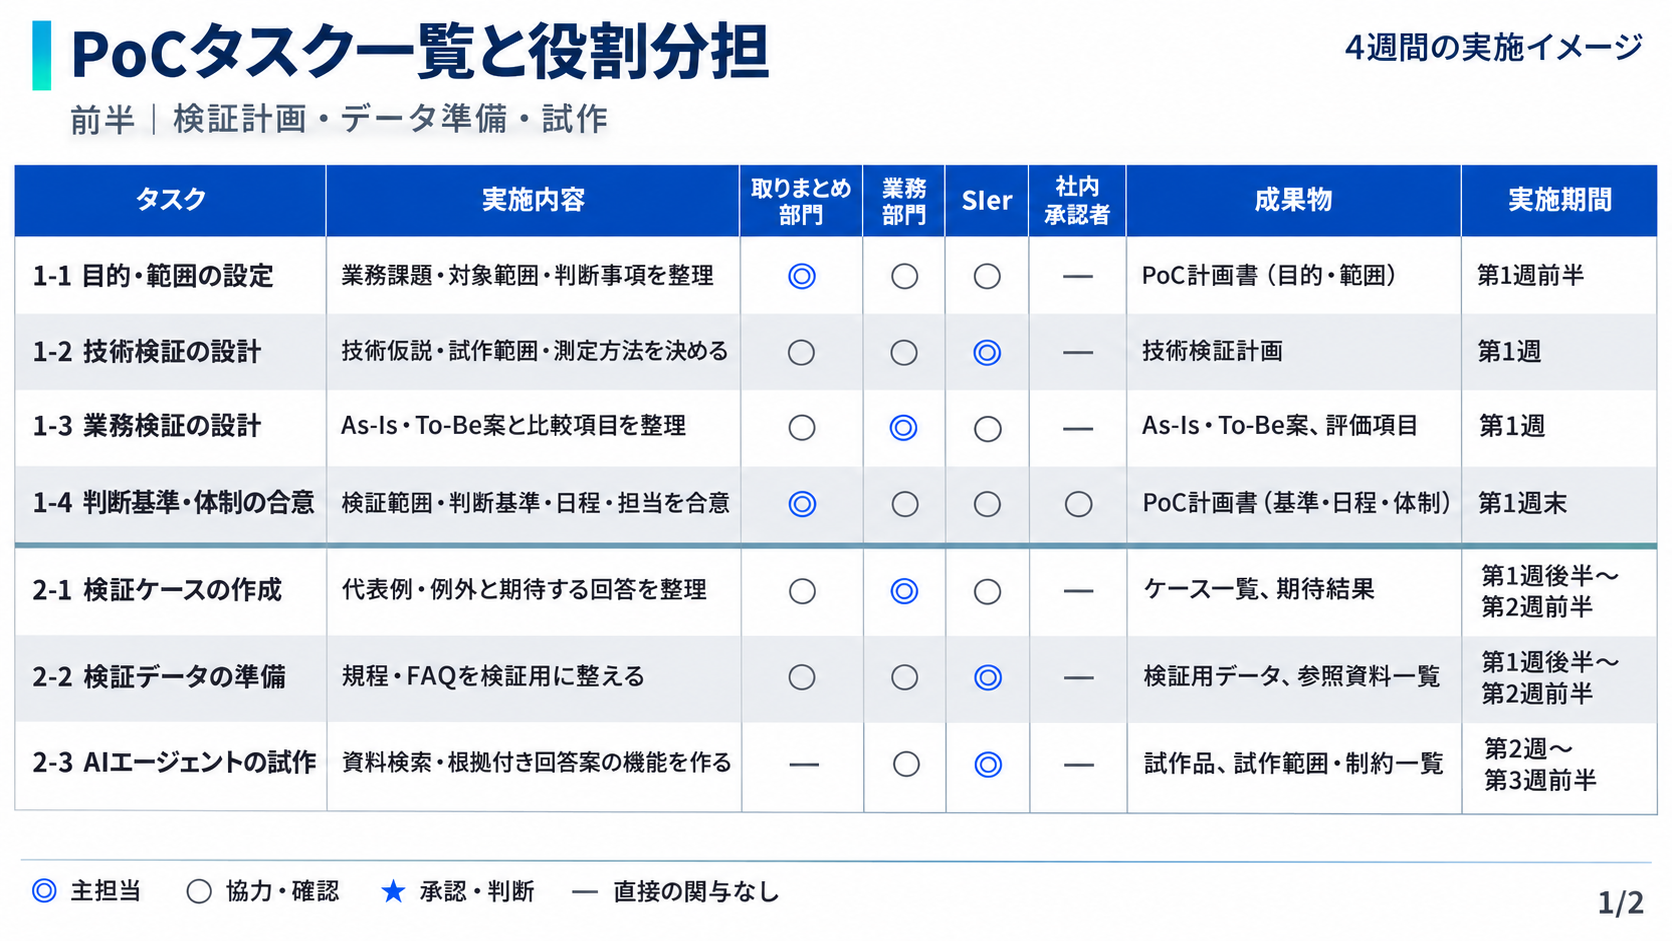 PoCタスク一覧と役割分担
4週間の実施イメージ
前半｜検証計画・データ準備・試作
タスク 実施内容 取りまとめ部門 業務部門 SIer 社内承認者 成果物 実施期間
1-1 目的・範囲の設定 業務課題・対象範囲・判断事項を整理 ◎ ○ ○ — PoC計画書（目的・範囲） 第1週前半
1-2 技術検証の設計 技術仮説・試作範囲・測定方法を決める ○ ○ ◎ — 技術検証計画 第1週
1-3 業務検証の設計 As-Is・To-Be案と比較項目を整理 ○ ◎ ○ — As-Is・To-Be案、評価項目 第1週
1-4 判断基準・体制の合意 検証範囲・判断基準・日程・担当を合意 ◎ ○ ○ ○ PoC計画書（基準・日程・体制） 第1週末
2-1 検証ケースの作成 代表例・例外と期待する回答を整理 ○ ◎ ○ — ケース一覧、期待結果 第1週後半～第2週前半
2-2 検証データの準備 規程・FAQを検証用に整える ○ ○ ◎ — 検証用データ、参照資料一覧 第1週後半～第2週前半
2-3 AIエージェントの試作 資料検索・根拠付き回答案の機能を作る — ○ ◎ — 試作品、試作範囲・制約一覧 第2週～第3週前半
◎ 主担当 ○ 協力・確認 ★ 承認・判断 — 直接の関与なし
1/2